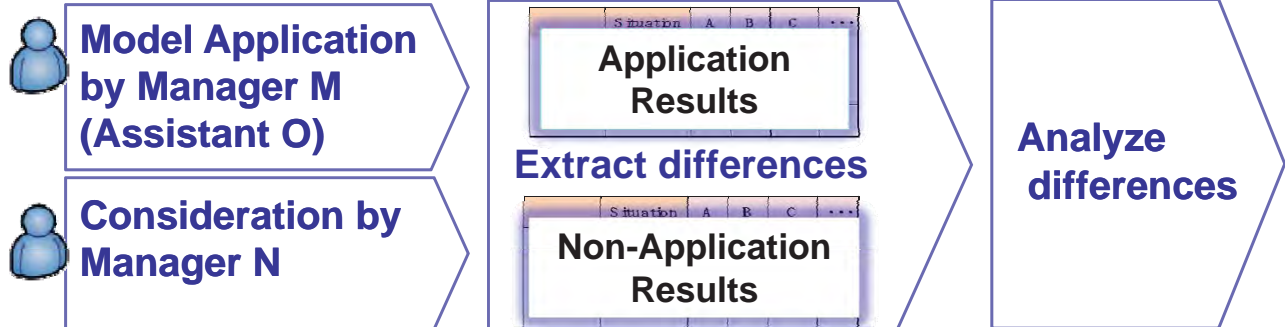 Model Application
by Manager M
(Assistant O)
Consideration by
Manager N
Situation A B C ...
Application
Results
Extract differences
Situation A B C ...
Non-Application
Results
Analyze
differences